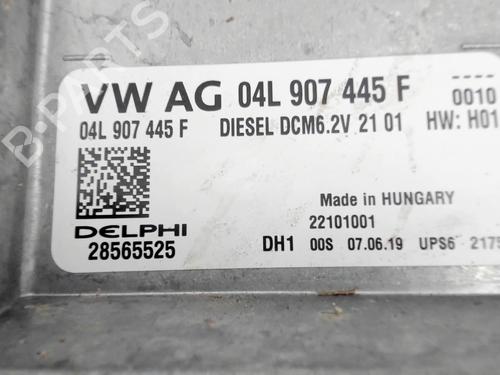 B-PARTS
VW AG 04L 907 445 F
----
0010
04L 907 445 F DIESEL DCM6.2V 21 01 HW: H01
Made in HUNGARY
22101001
DELPHI
28565525
DH1 00S 07.06.19 UPS6 2175